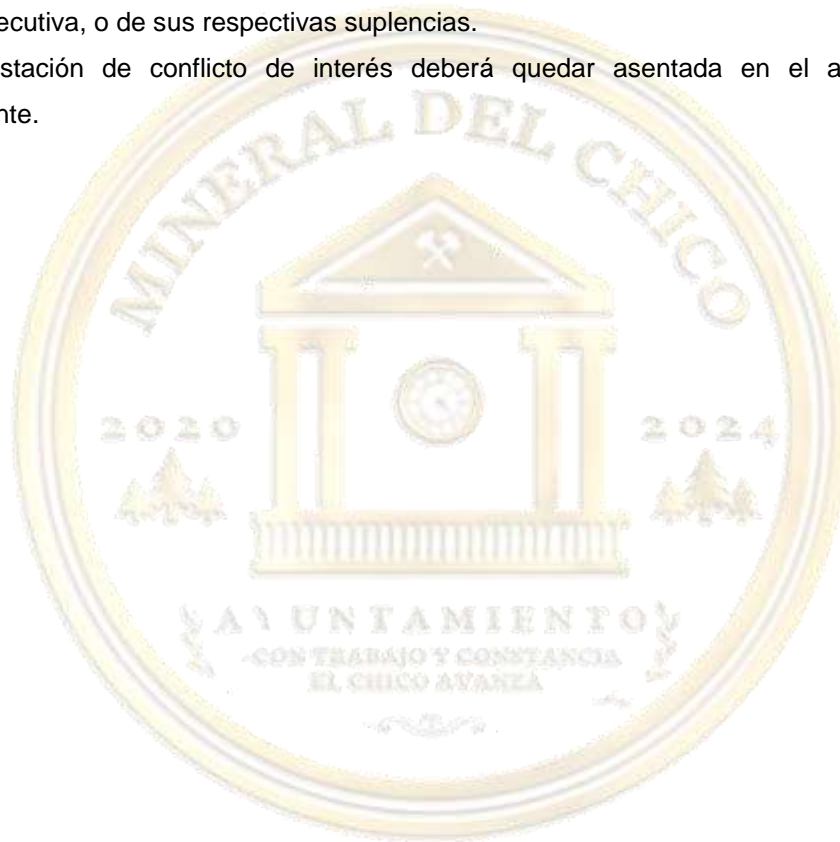 ecutiva, o de sus respectivas suplencias.
stación de conflicto de interés deberá quedar asentada en el a
nte.
MINERAL DEL CHICO
2020 2024
AYUNTAMIENTO
CON TRABAJO Y CONSTANCIA
EL CHICO AVANZA